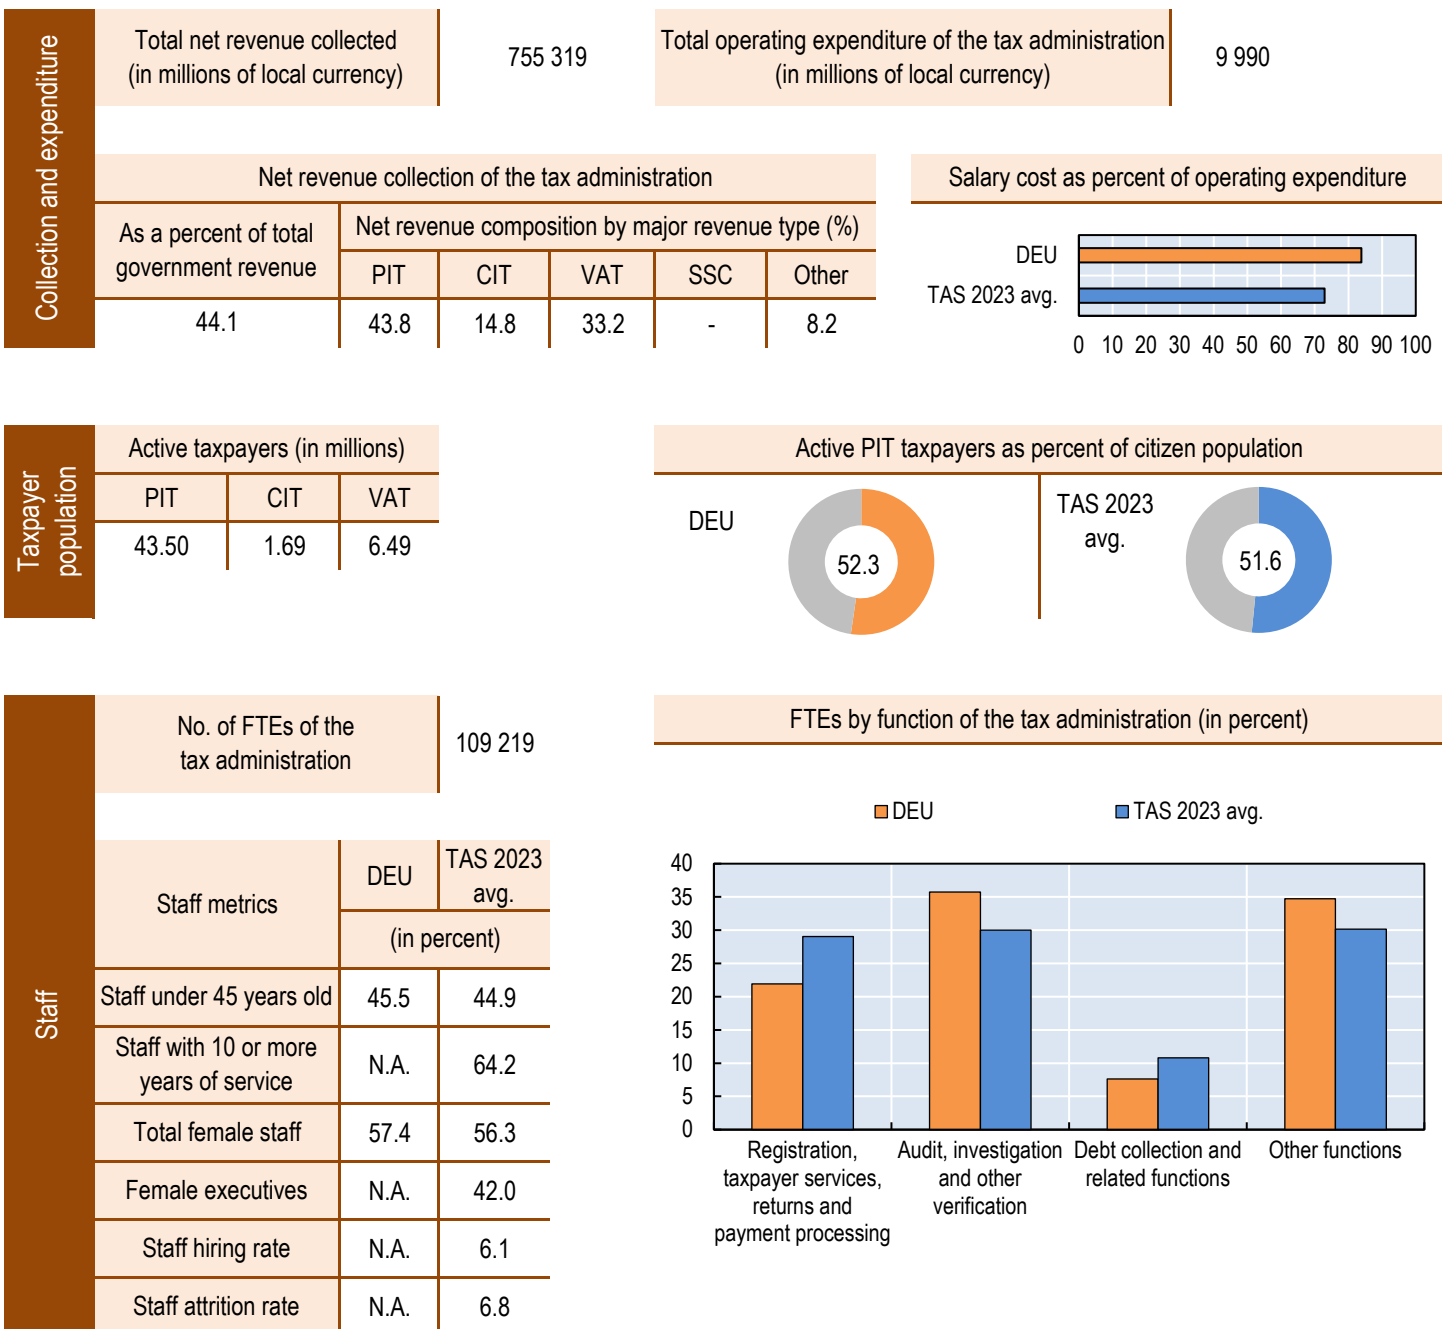 Collection and expenditure
Total net revenue collected
(in millions of local currency)
755 319
Total operating expenditure of the tax administration
(in millions of local currency)
9 990
Net revenue collection of the tax administration
As a percent of total
government revenue
Net revenue composition by major revenue type (%)
PIT CIT VAT SSC Other
44.1 43.8 14.8 33.2 - 8.2
Salary cost as percent of operating expenditure
DEU
TAS 2023 avg.
0 10 20 30 40 50 60 70 80 90 100
Taxpayer
population
Active taxpayers (in millions)
PIT CIT VAT
43.50 1.69 6.49
Active PIT taxpayers as percent of citizen population
DEU
52.3
TAS 2023
avg.
51.6
Staff
No. of FTEs of the
tax administration
109 219
Staff metrics
DEU
TAS 2023
avg.
(in percent)
Staff under 45 years old 45.5 44.9
Staff with 10 or more
years of service
N.A. 64.2
Total female staff 57.4 56.3
Female executives N.A. 42.0
Staff hiring rate N.A. 6.1
Staff attrition rate N.A. 6.8
FTEs by function of the tax administration (in percent)
DEU TAS 2023 avg.
40
35
30
25
20
15
10
5
0
Registration,
taxpayer services,
returns and
payment processing
Audit, investigation
and other
verification
Debt collection and
related functions
Other functions